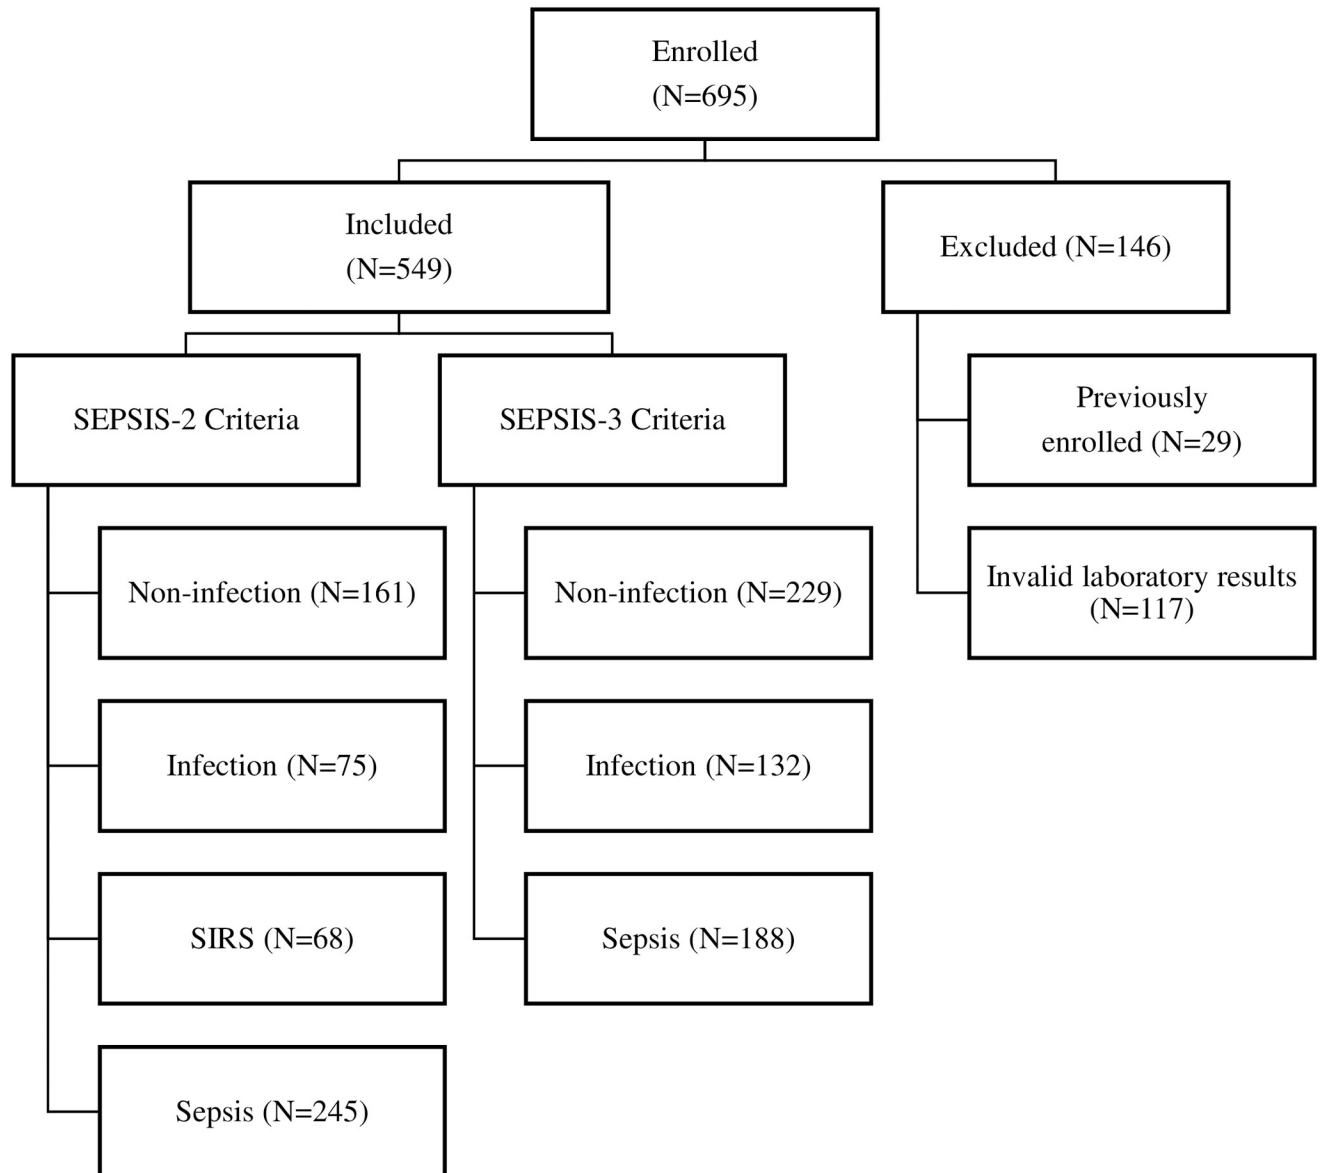 Enrolled
(N=695)
Included
(N=549)
Excluded (N=146)
SEPSIS-2 Criteria
SEPSIS-3 Criteria
Previously
enrolled (N=29)
Non-infection (N=161)
Non-infection (N=229)
Invalid laboratory results
(N=117)
Infection (N=75)
Infection (N=132)
SIRS (N=68)
Sepsis (N=188)
Sepsis (N=245)